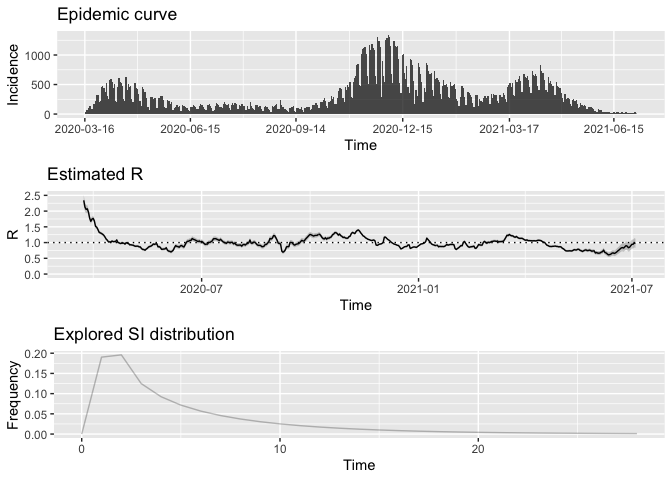 Epidemic curve
Incidence
1000
500
0
2020-03-16 2020-06-15 2020-09-14 2020-12-15 2021-03-17 2021-06-15
Time
Estimated R
R
2.5
2.0
1.5
1.0
0.5
0.0
2020-07 2021-01 2021-07
Time
Explored SI distribution
Frequency
0.20
0.15
0.10
0.05
0.00
0 10 20
Time